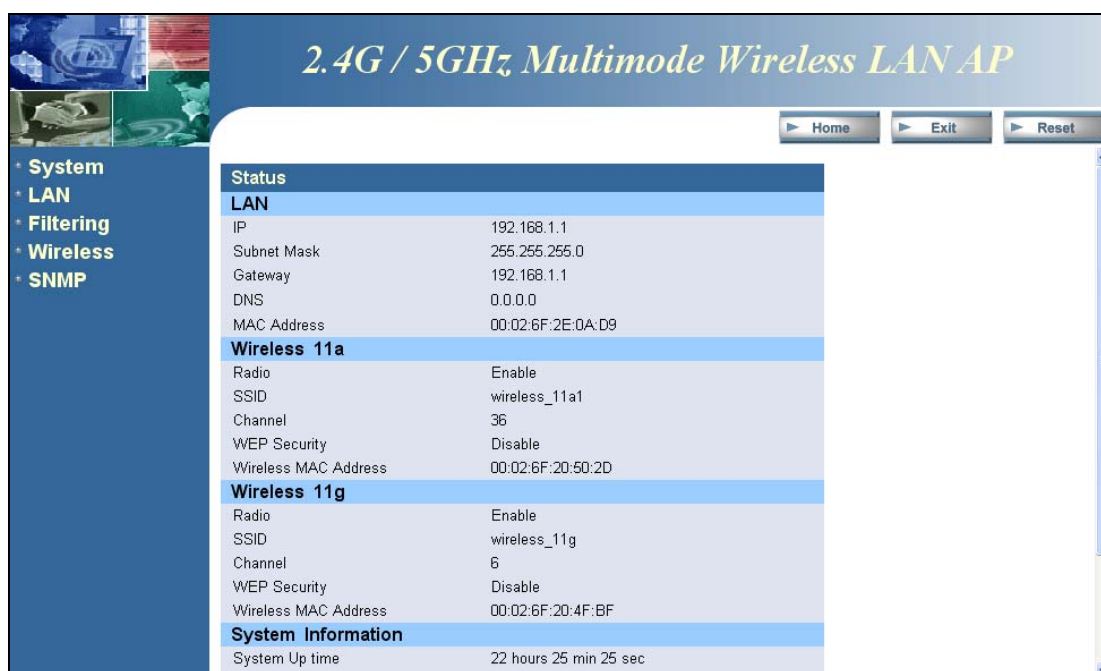 2.4G / 5GHz Multimode Wireless LAN AP
Home Exit Reset
System
LAN
Filtering
Wireless
SNMP
Status
LAN
IP 192.168.1.1
Subnet Mask 255.255.255.0
Gateway 192.168.1.1
DNS 0.0.0.0
MAC Address 00:02:6F:2E:0A:D9
Wireless 11a
Radio Enable
SSID wireless_11a1
Channel 36
WEP Security Disable
Wireless MAC Address 00:02:6F:20:50:2D
Wireless 11g
Radio Enable
SSID wireless_11g
Channel 6
WEP Security Disable
Wireless MAC Address 00:02:6F:20:4F:BF
System Information
System Up time 22 hours 25 min 25 sec